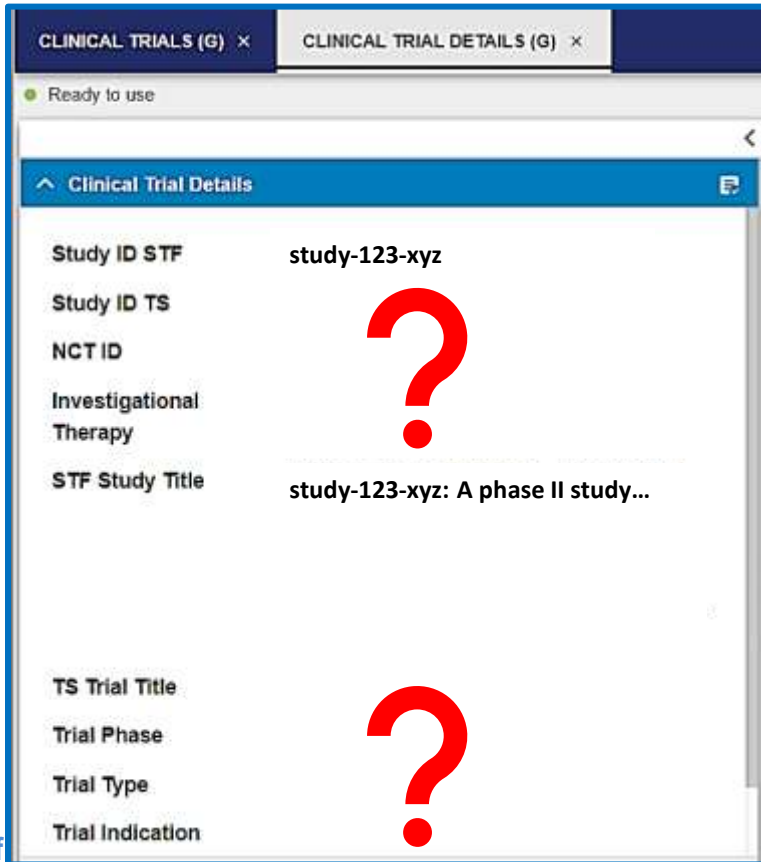 CLINICAL TRIALS (G) ×
CLINICAL TRIAL DETAILS (G) ×
Ready to use
Clinical Trial Details
Study ID STF
study-123-xyz
Study ID TS
NCT ID
?
Investigational
Therapy
STF Study Title
study-123-xyz: A phase II study...
TS Trial Title
Trial Phase
?
Trial Type
Trial Indication
f